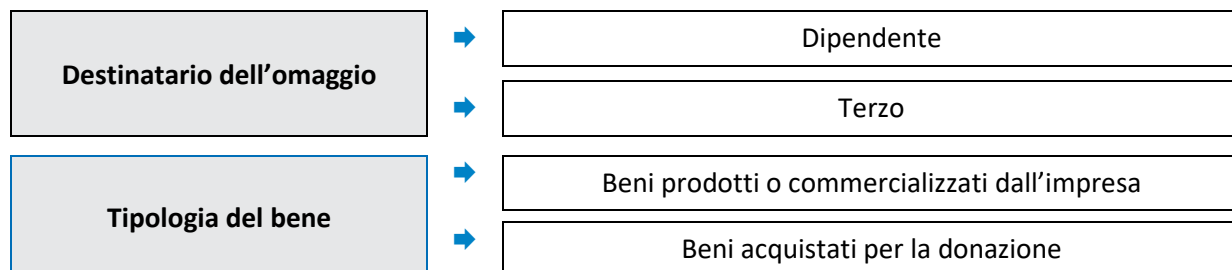 Destinatario dell’omaggio
Dipendente
Terzo
Tipologia del bene
Beni prodotti o commercializzati dall’impresa
Beni acquistati per la donazione